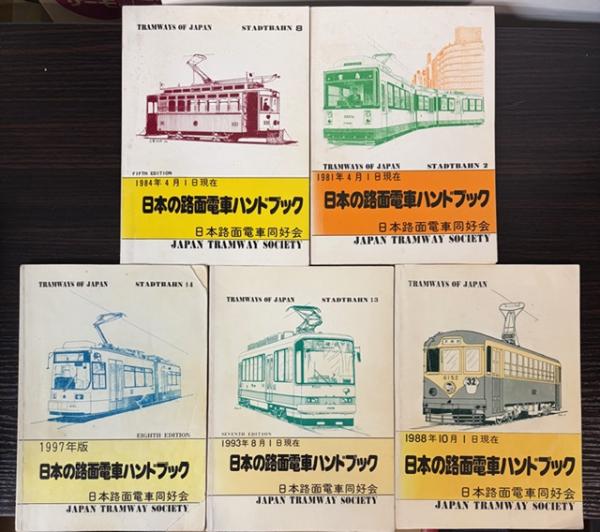 TRAMWAYS OF JAPAN STADTBAHN 8
FIFTH EDITION
1984年4月1日現在
日本の路面電車ハンドブック
日本路面電車同好会
JAPAN TRAMWAY SOCIETY
TRAMWAYS OF JAPAN STADTBAHN 2
1981年4月1日現在
日本の路面電車ハンドブック
日本路面電車同好会
JAPAN TRAMWAY SOCIETY
TRAMWAYS OF JAPAN STADTBAHN 14
EIGHTH EDITION
1997年版
日本の路面電車ハンドブック
日本路面電車同好会
JAPAN TRAMWAY SOCIETY
TRAMWAYS OF JAPAN STADTBAHN 13
SEVENTH EDITION
1993年8月1日現在
日本の路面電車ハンドブック
日本路面電車同好会
JAPAN TRAMWAY SOCIETY
TRAMWAYS OF JAPAN
6152
32
1988年10月1日現在
日本の路面電車ハンドブック
日本路面電車同好会
JAPAN TRAMWAY SOCIETY